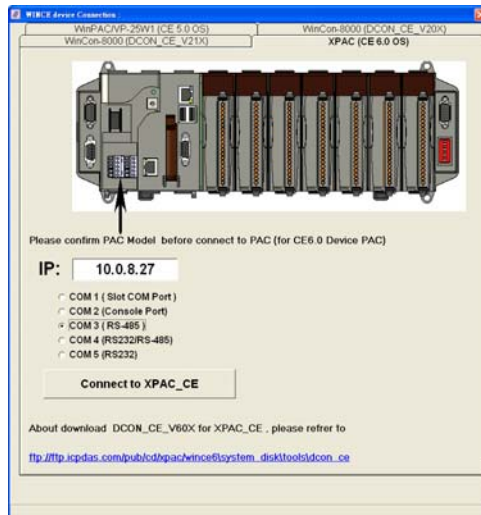 WINCE device Connection :
WinPAC/VP-25W1 (CE 5.0 OS)
WinCon-8000 (DCON_CE_V20X)
WinCon-8000 (DCON_CE_V21X)
XPAC (CE 6.0 OS)
Please confirm PAC Model before connect to PAC (for CE6.0 Device PAC)
IP: 10.0.8.27
COM 1 ( Slot COM Port )
COM 2 (Console Port)
COM 3 ( RS-485 )
COM 4 (RS232/RS-485)
COM 5 (RS232)
Connect to XPAC_CE
About download DCON_CE_V60X for XPAC_CE , please refrer to
ftp://ftp.icpdas.com/pub/cd/xpac/wince6/system_disk/tools/dcon_ce